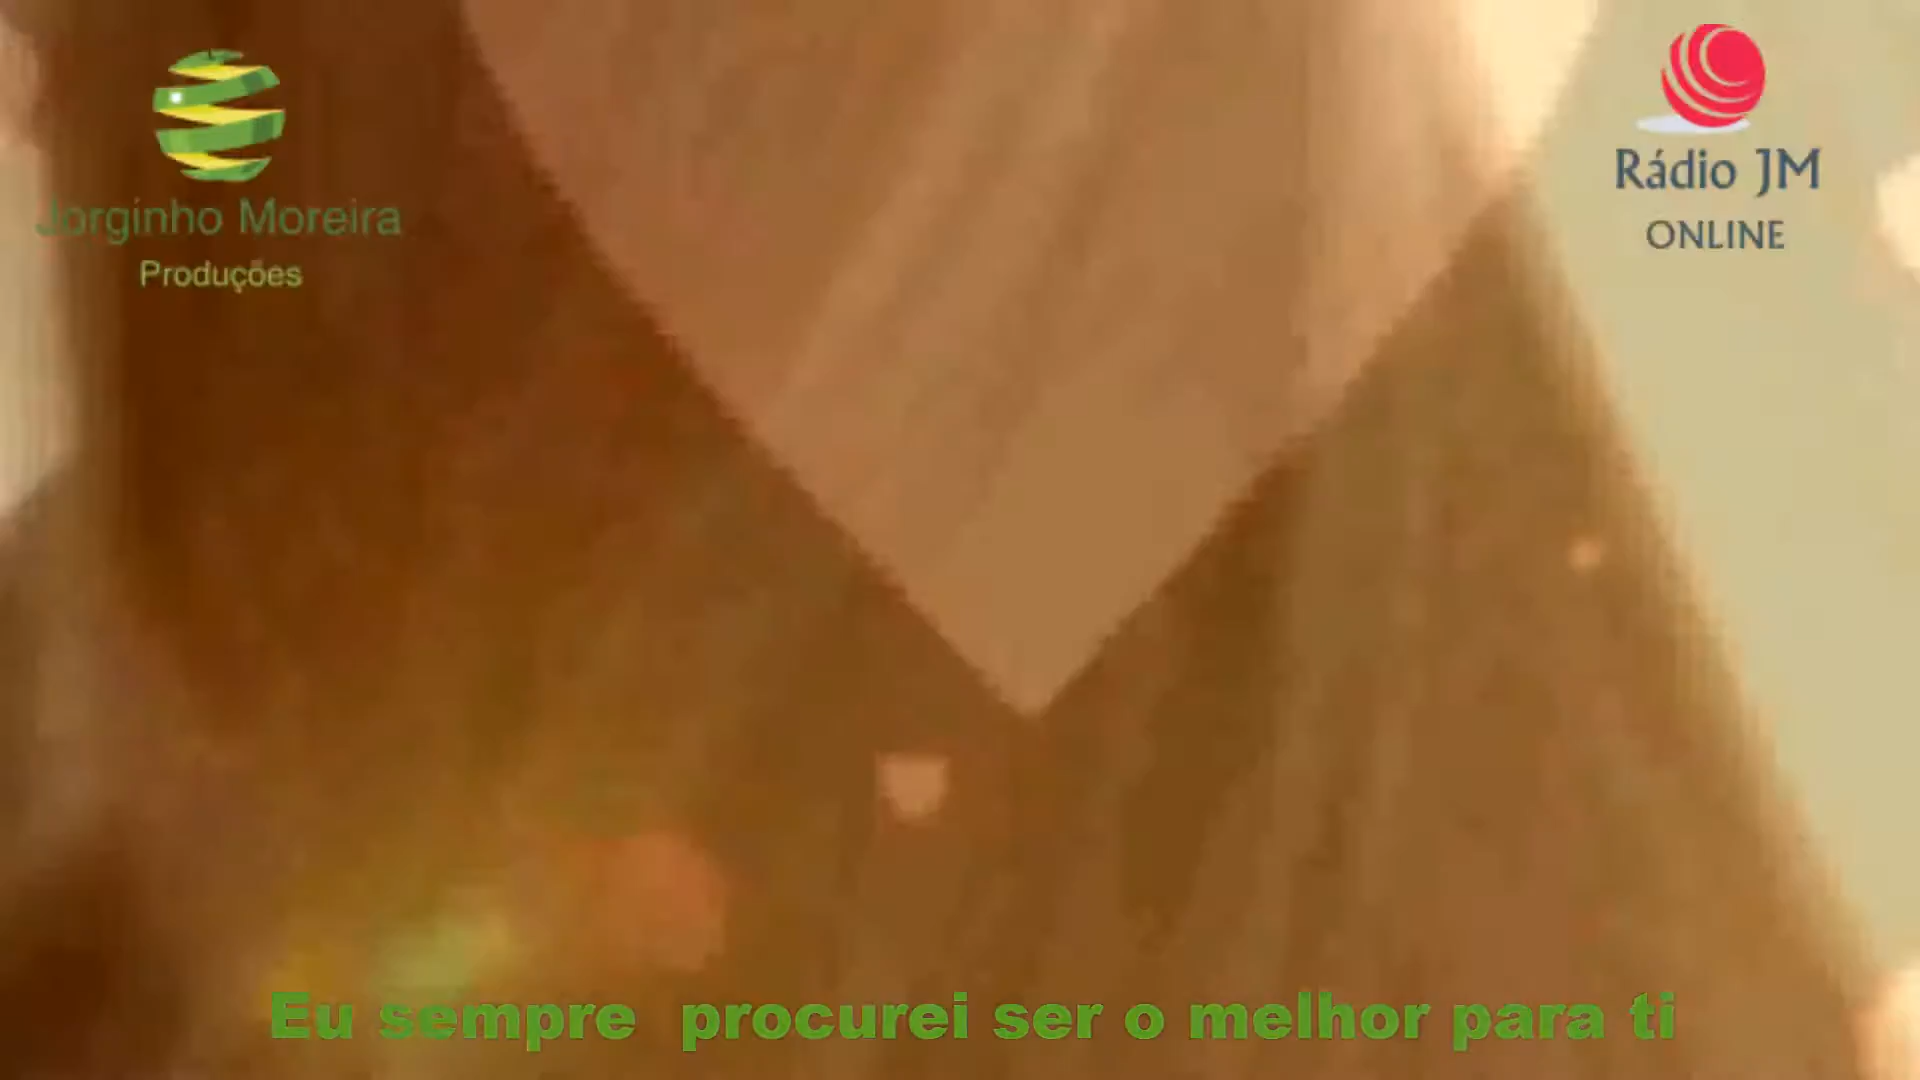 Jorginho Moreira
Produções
Rádio JM
ONLINE
Eu sempre procurei ser o melhor para ti